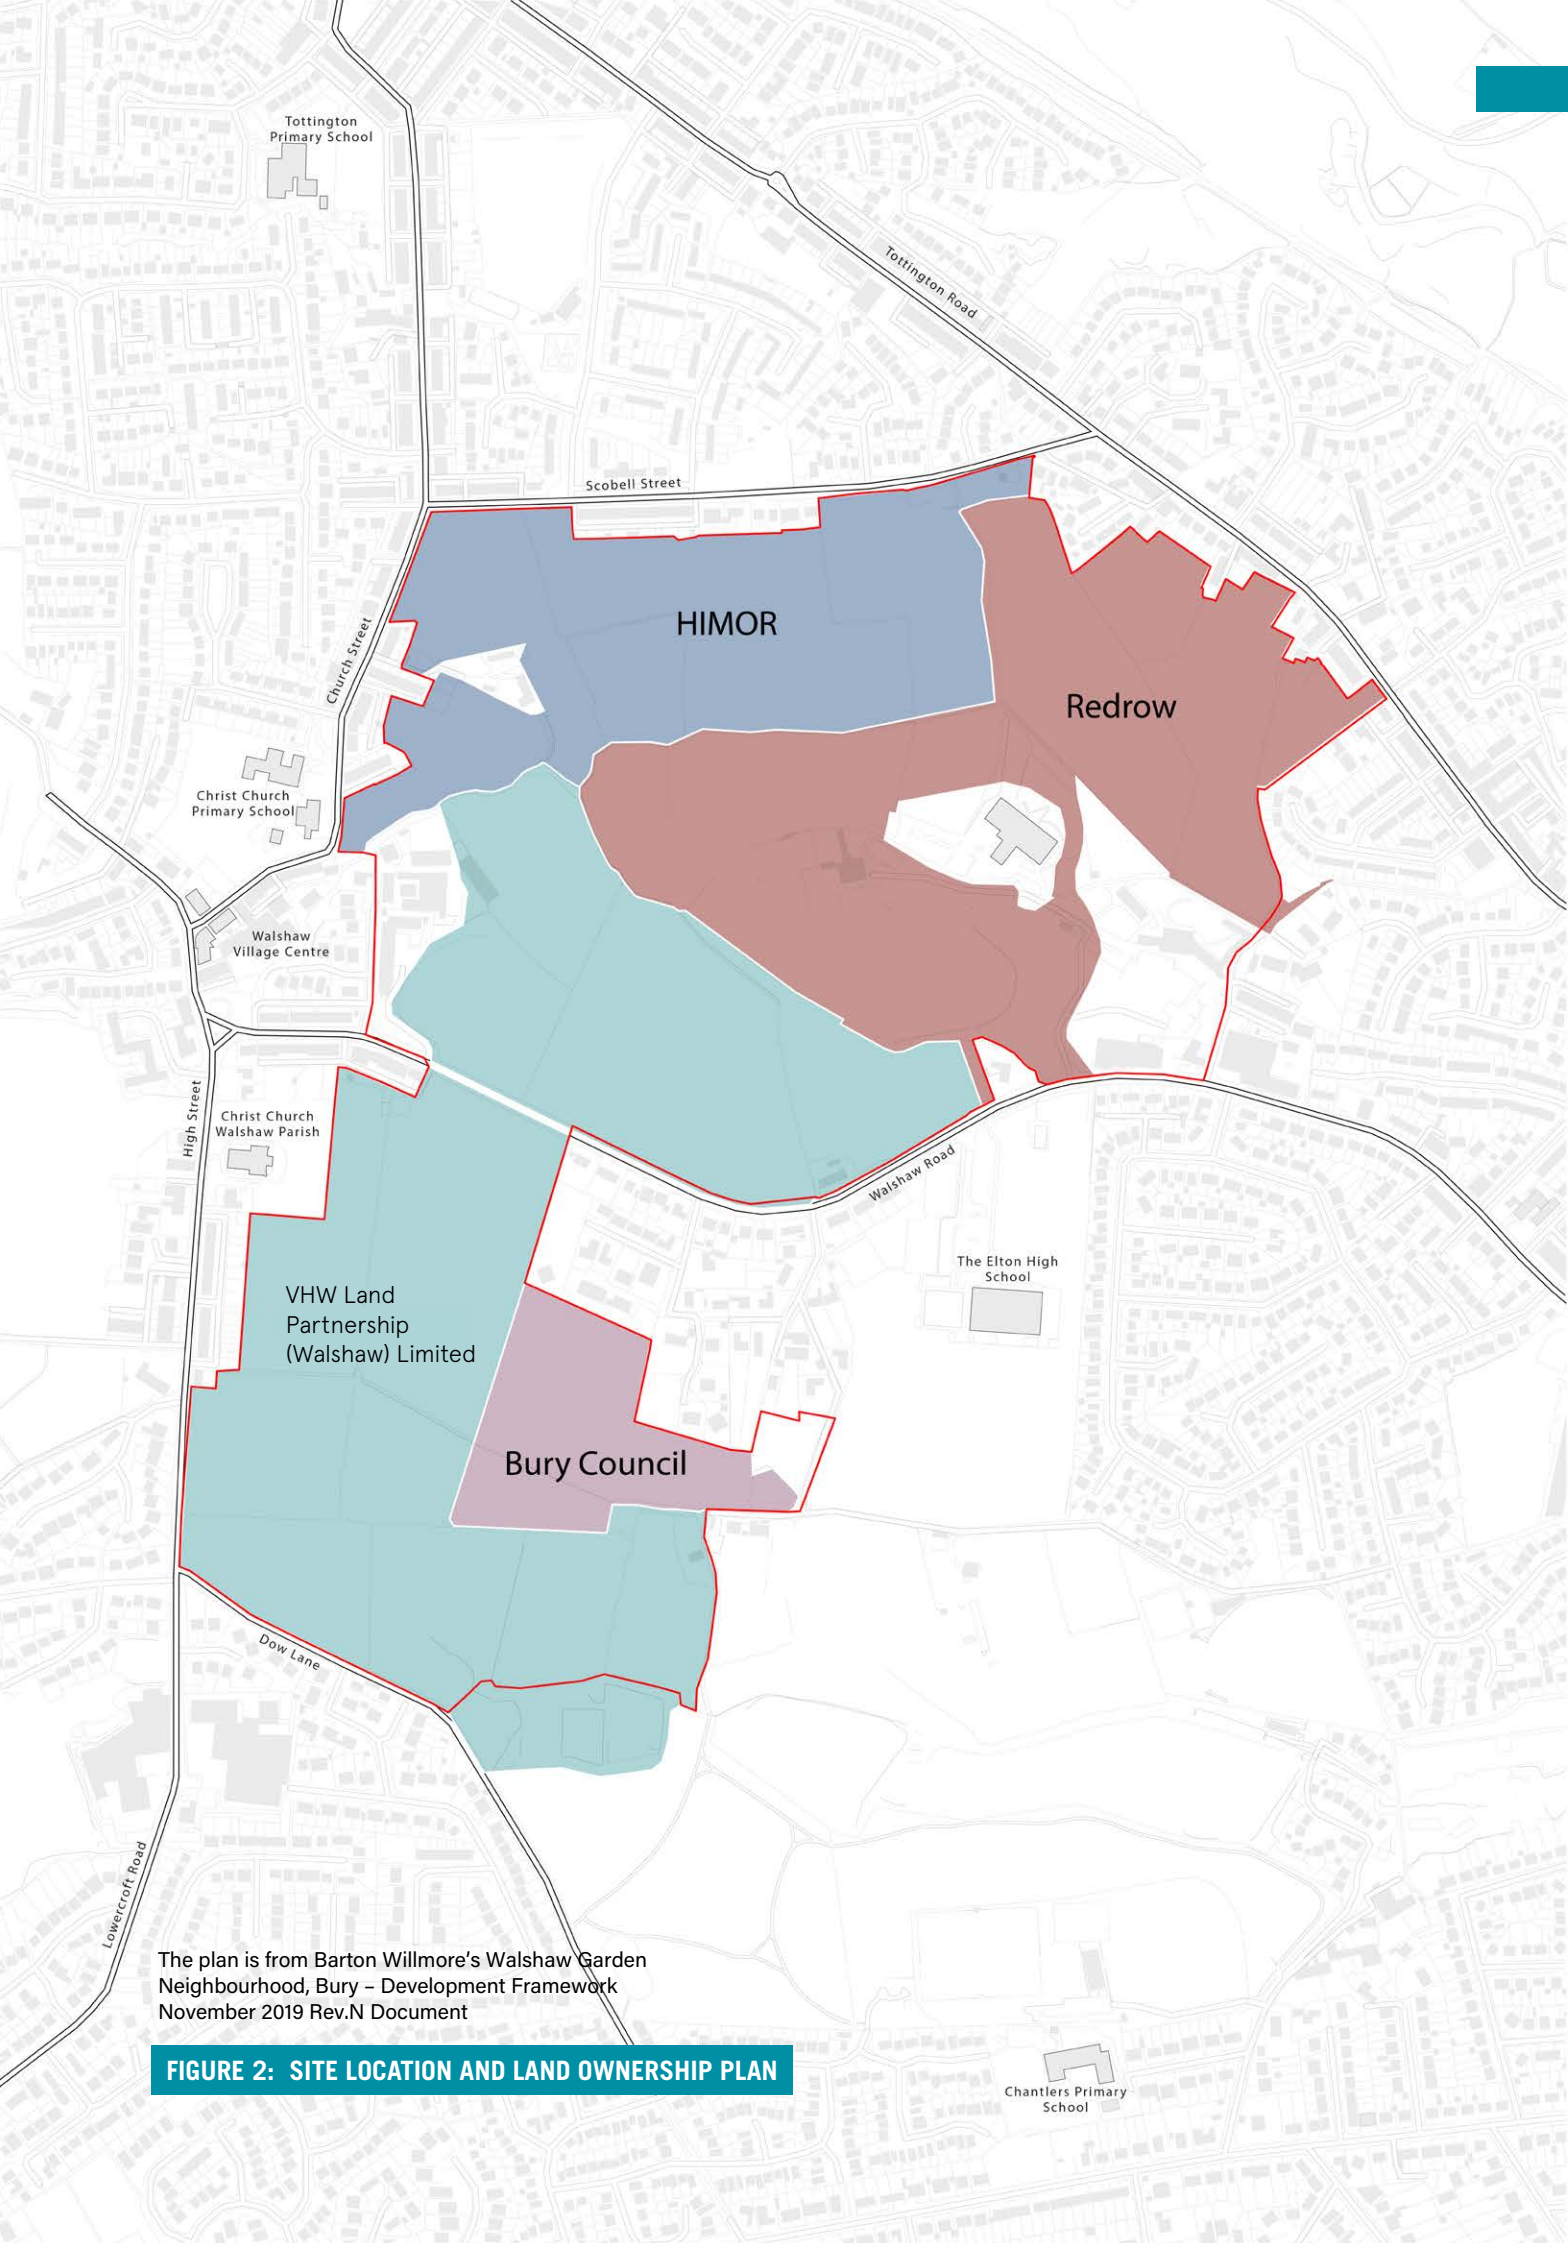 Tottington
Primary School
Tottington Road
Scobell Street
HIMOR
Church Street
Redrow
Christ Church
Primary School
Walshaw
Village Centre
High Street
Christ Church
Walshaw Parish
Walshaw Road
The Elton High
School
VHW Land
Partnership
(Walshaw) Limited
Bury Council
Dow Lane
Lowercroft Road
The plan is from Barton Willmore’s Walshaw Garden
Neighbourhood, Bury – Development Framework
November 2019 Rev.N Document
FIGURE 2: SITE LOCATION AND LAND OWNERSHIP PLAN
Chantlers Primary
School